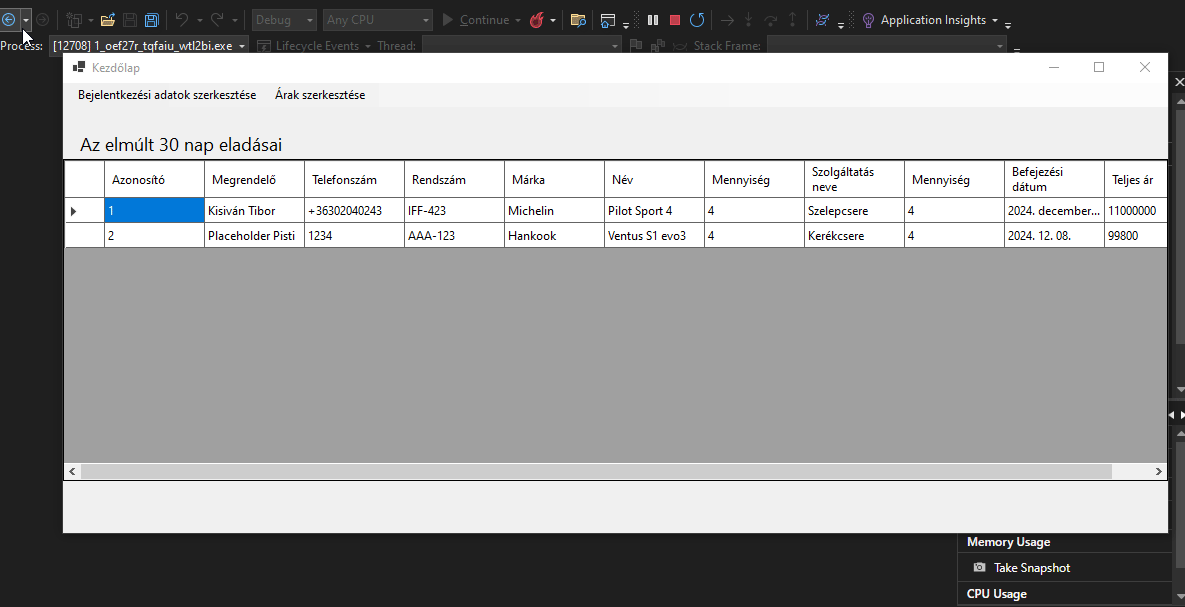 Debug Any CPU Continue Application Insights
Process: [12708] 1_oef27r_tqfaiu_wtl2bi.exe Lifecycle Events Thread: Stack Frame:
Kezdőlap
Bejelentkezési adatok szerkesztése Árak szerkesztése
Az elmúlt 30 nap eladásai
Azonosító Megrendelő Telefonszám Rendszám Márka Név Mennyiség Szolgáltatás neve Mennyiség Befejezési dátum Teljes ár
1 Kisiván Tibor +36302040243 IFF-423 Michelin Pilot Sport 4 4 Szelepcsere 4 2024. december... 11000000
2 Placeholder Pisti 1234 AAA-123 Hankook Ventus S1 evo3 4 Kerékcsere 4 2024. 12. 08. 99800
Memory Usage
Take Snapshot
CPU Usage